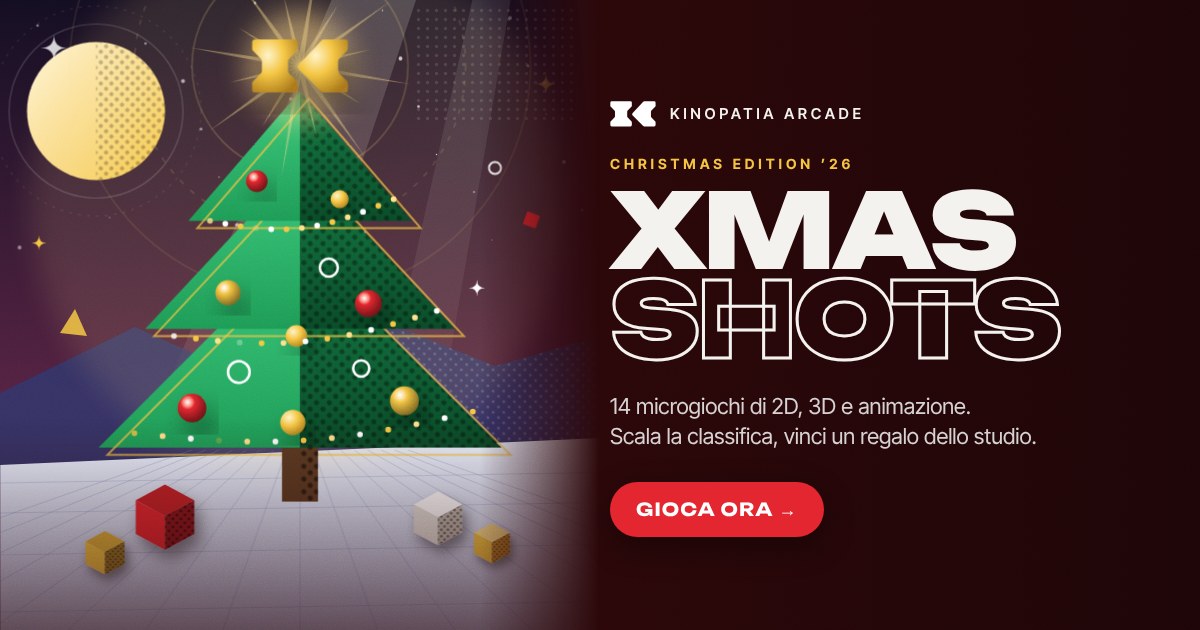 KINOPATIA ARCADE
CHRISTMAS EDITION ’26
XMAS
SHOTS
14 microgiochi di 2D, 3D e animazione.
Scala la classifica, vinci un regalo dello studio.
GIOCA ORA →